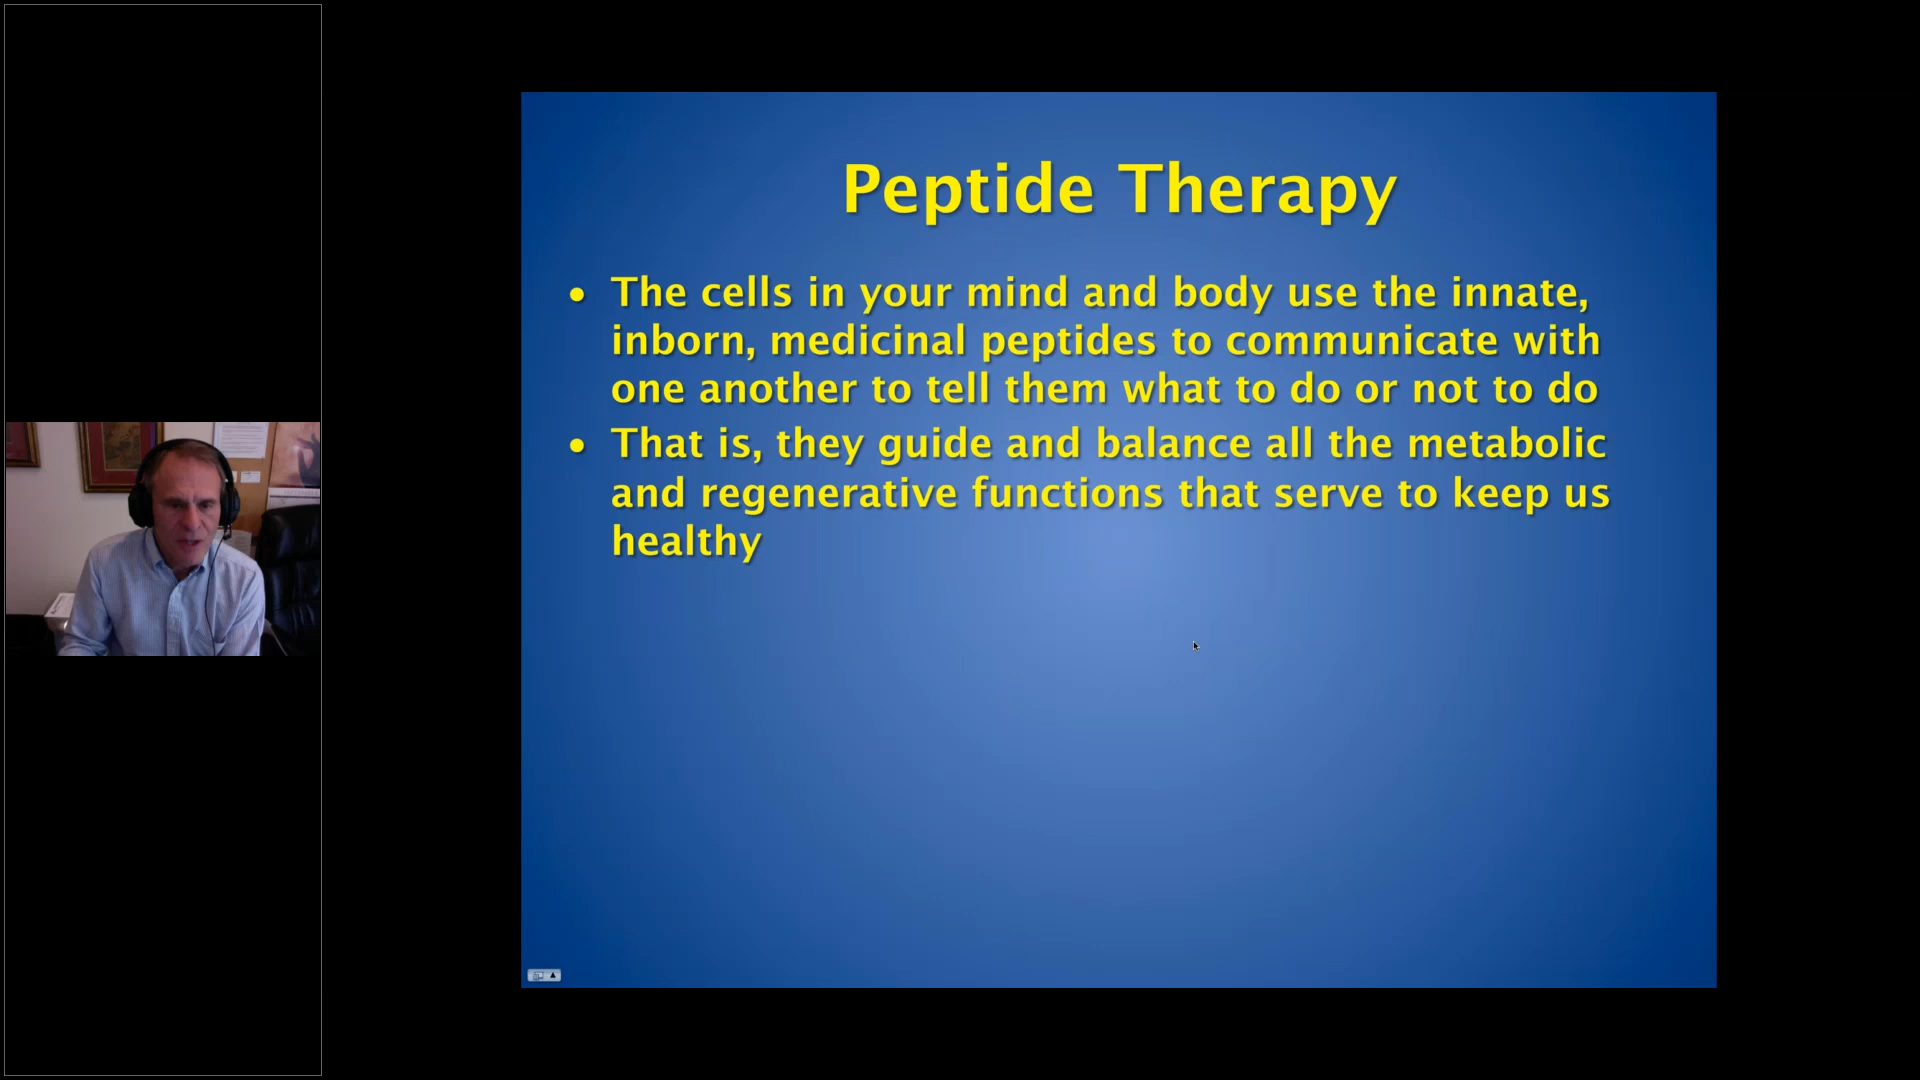 Peptide Therapy
• The cells in your mind and body use the innate,
inborn, medicinal peptides to communicate with
one another to tell them what to do or not to do
• That is, they guide and balance all the metabolic
and regenerative functions that serve to keep us
healthy